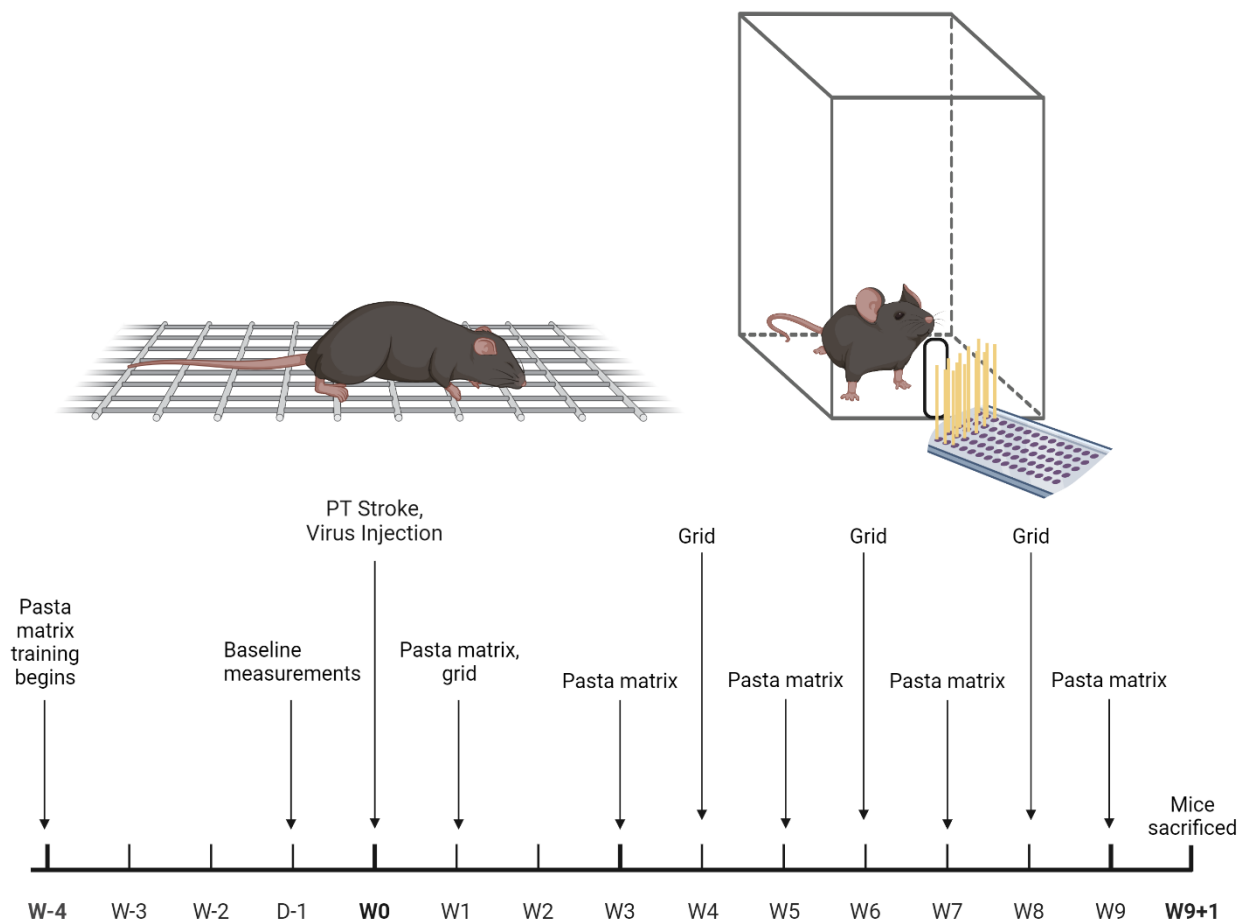 PT Stroke,
Virus Injection
Grid
Grid
Grid
Pasta
matrix
training
begins
Baseline
measurements
Pasta matrix,
grid
Pasta matrix
Pasta matrix
Pasta matrix
Pasta matrix
Mice
sacrificed
W-4
W-3
W-2
D-1
W0
W1
W2
W3
W4
W5
W6
W7
W8
W9
W9+1